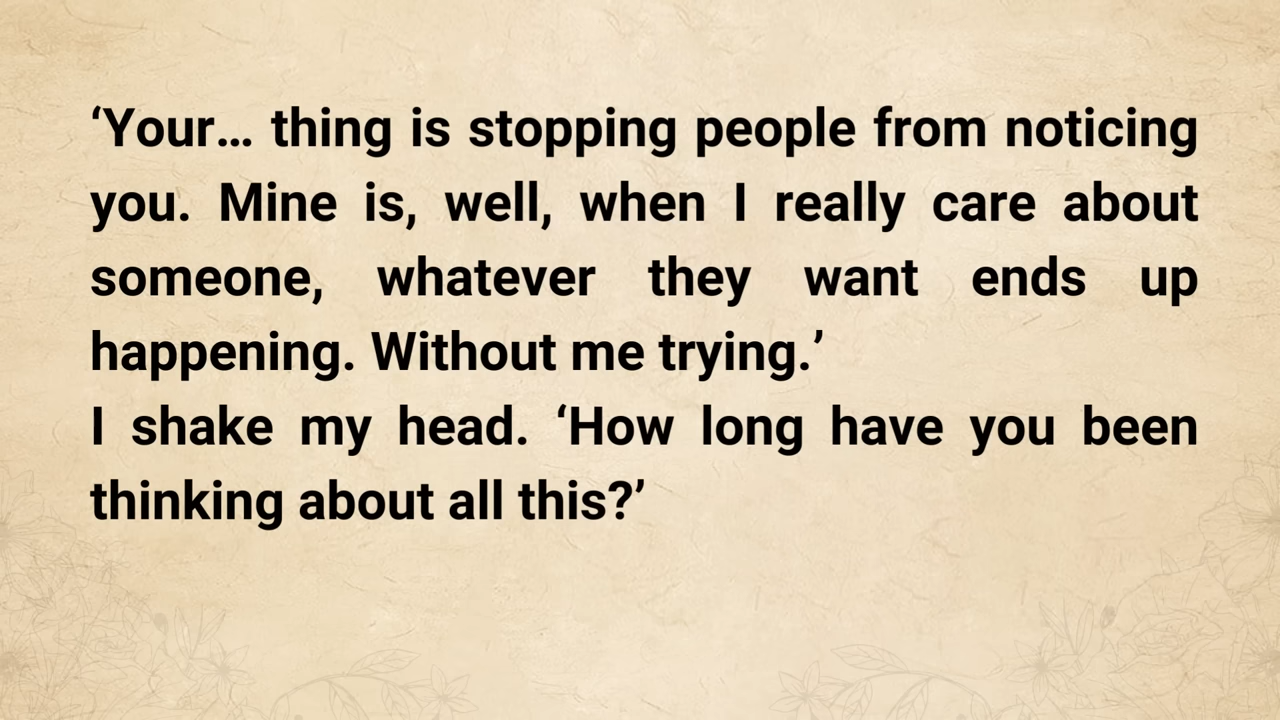 ‘Your… thing is stopping people from noticing
you. Mine is, well, when I really care about
someone, whatever they want ends up
happening. Without me trying.’
I shake my head. ‘How long have you been
thinking about all this?’